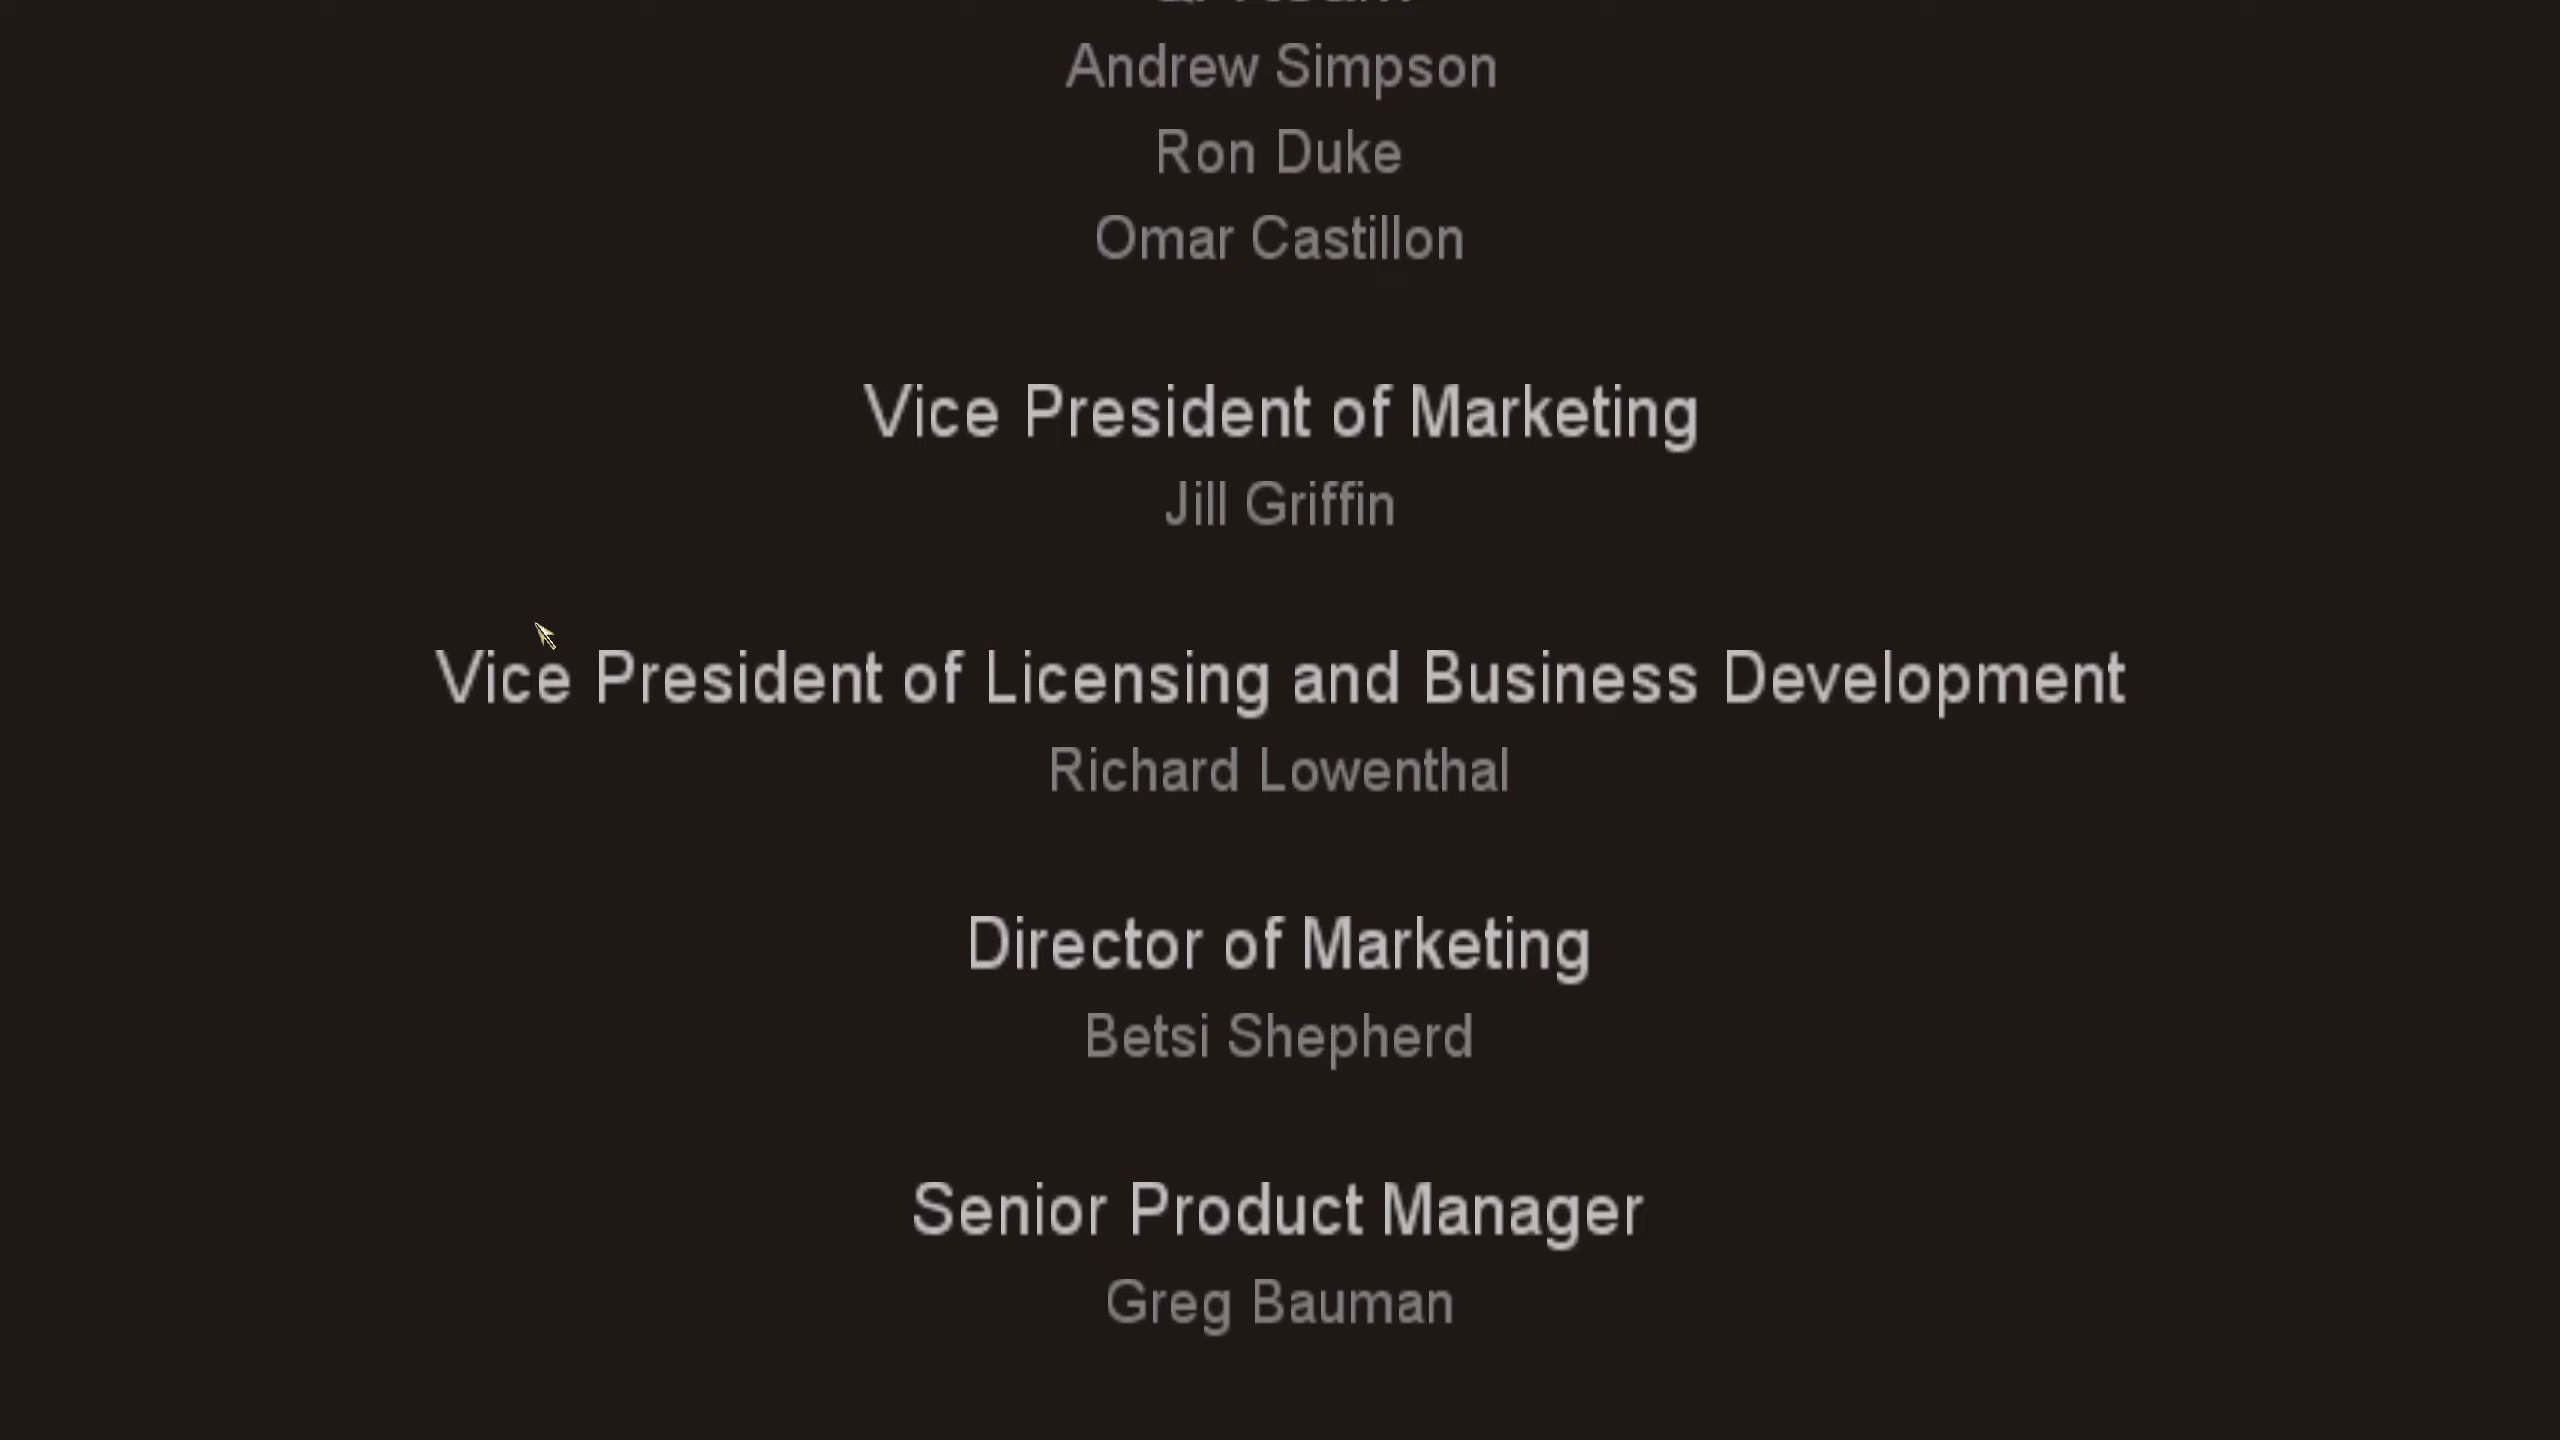 Andrew Simpson
Ron Duke
Omar Castillon
Vice President of Marketing
Jill Griffin
Vice President of Licensing and Business Development
Richard Lowenthal
Director of Marketing
Betsi Shepherd
Senior Product Manager
Greg Bauman